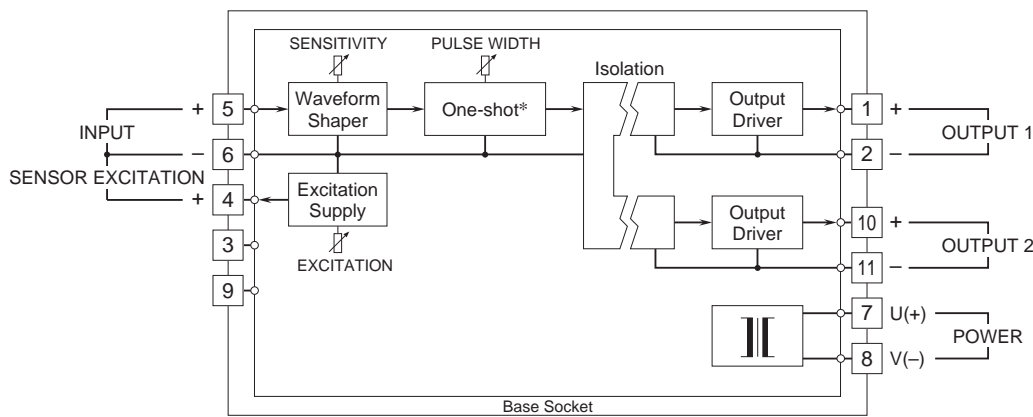 SENSITIVITY
PULSE WIDTH
Isolation
+ 5
Waveform
Shaper
One-shot*
Output
Driver
1 +
INPUT
OUTPUT 1
– 6
2 –
SENSOR EXCITATION
+ 4
Excitation
Supply
Output
Driver
10 +
3
EXCITATION
OUTPUT 2
11 –
9
7 U(+)
POWER
8 V(–)
Base Socket